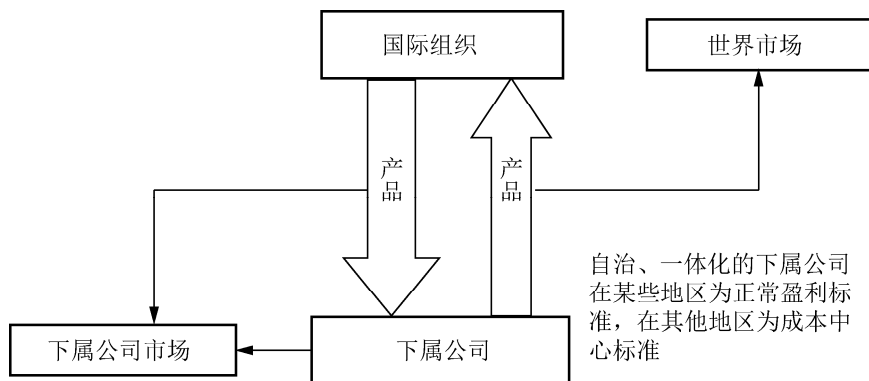 国际组织
世界市场
产品
产品
自治、一体化的下属公司
在某些地区为正常盈利标
准，在其他地区为成本中
心标准
下属公司市场
下属公司